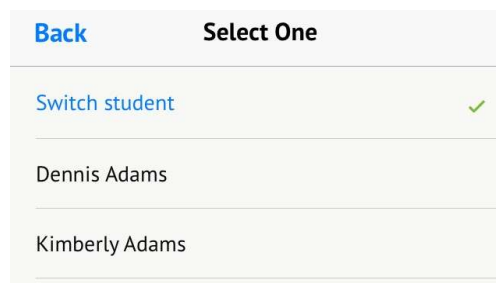 Back Select One
Switch student
Dennis Adams
Kimberly Adams